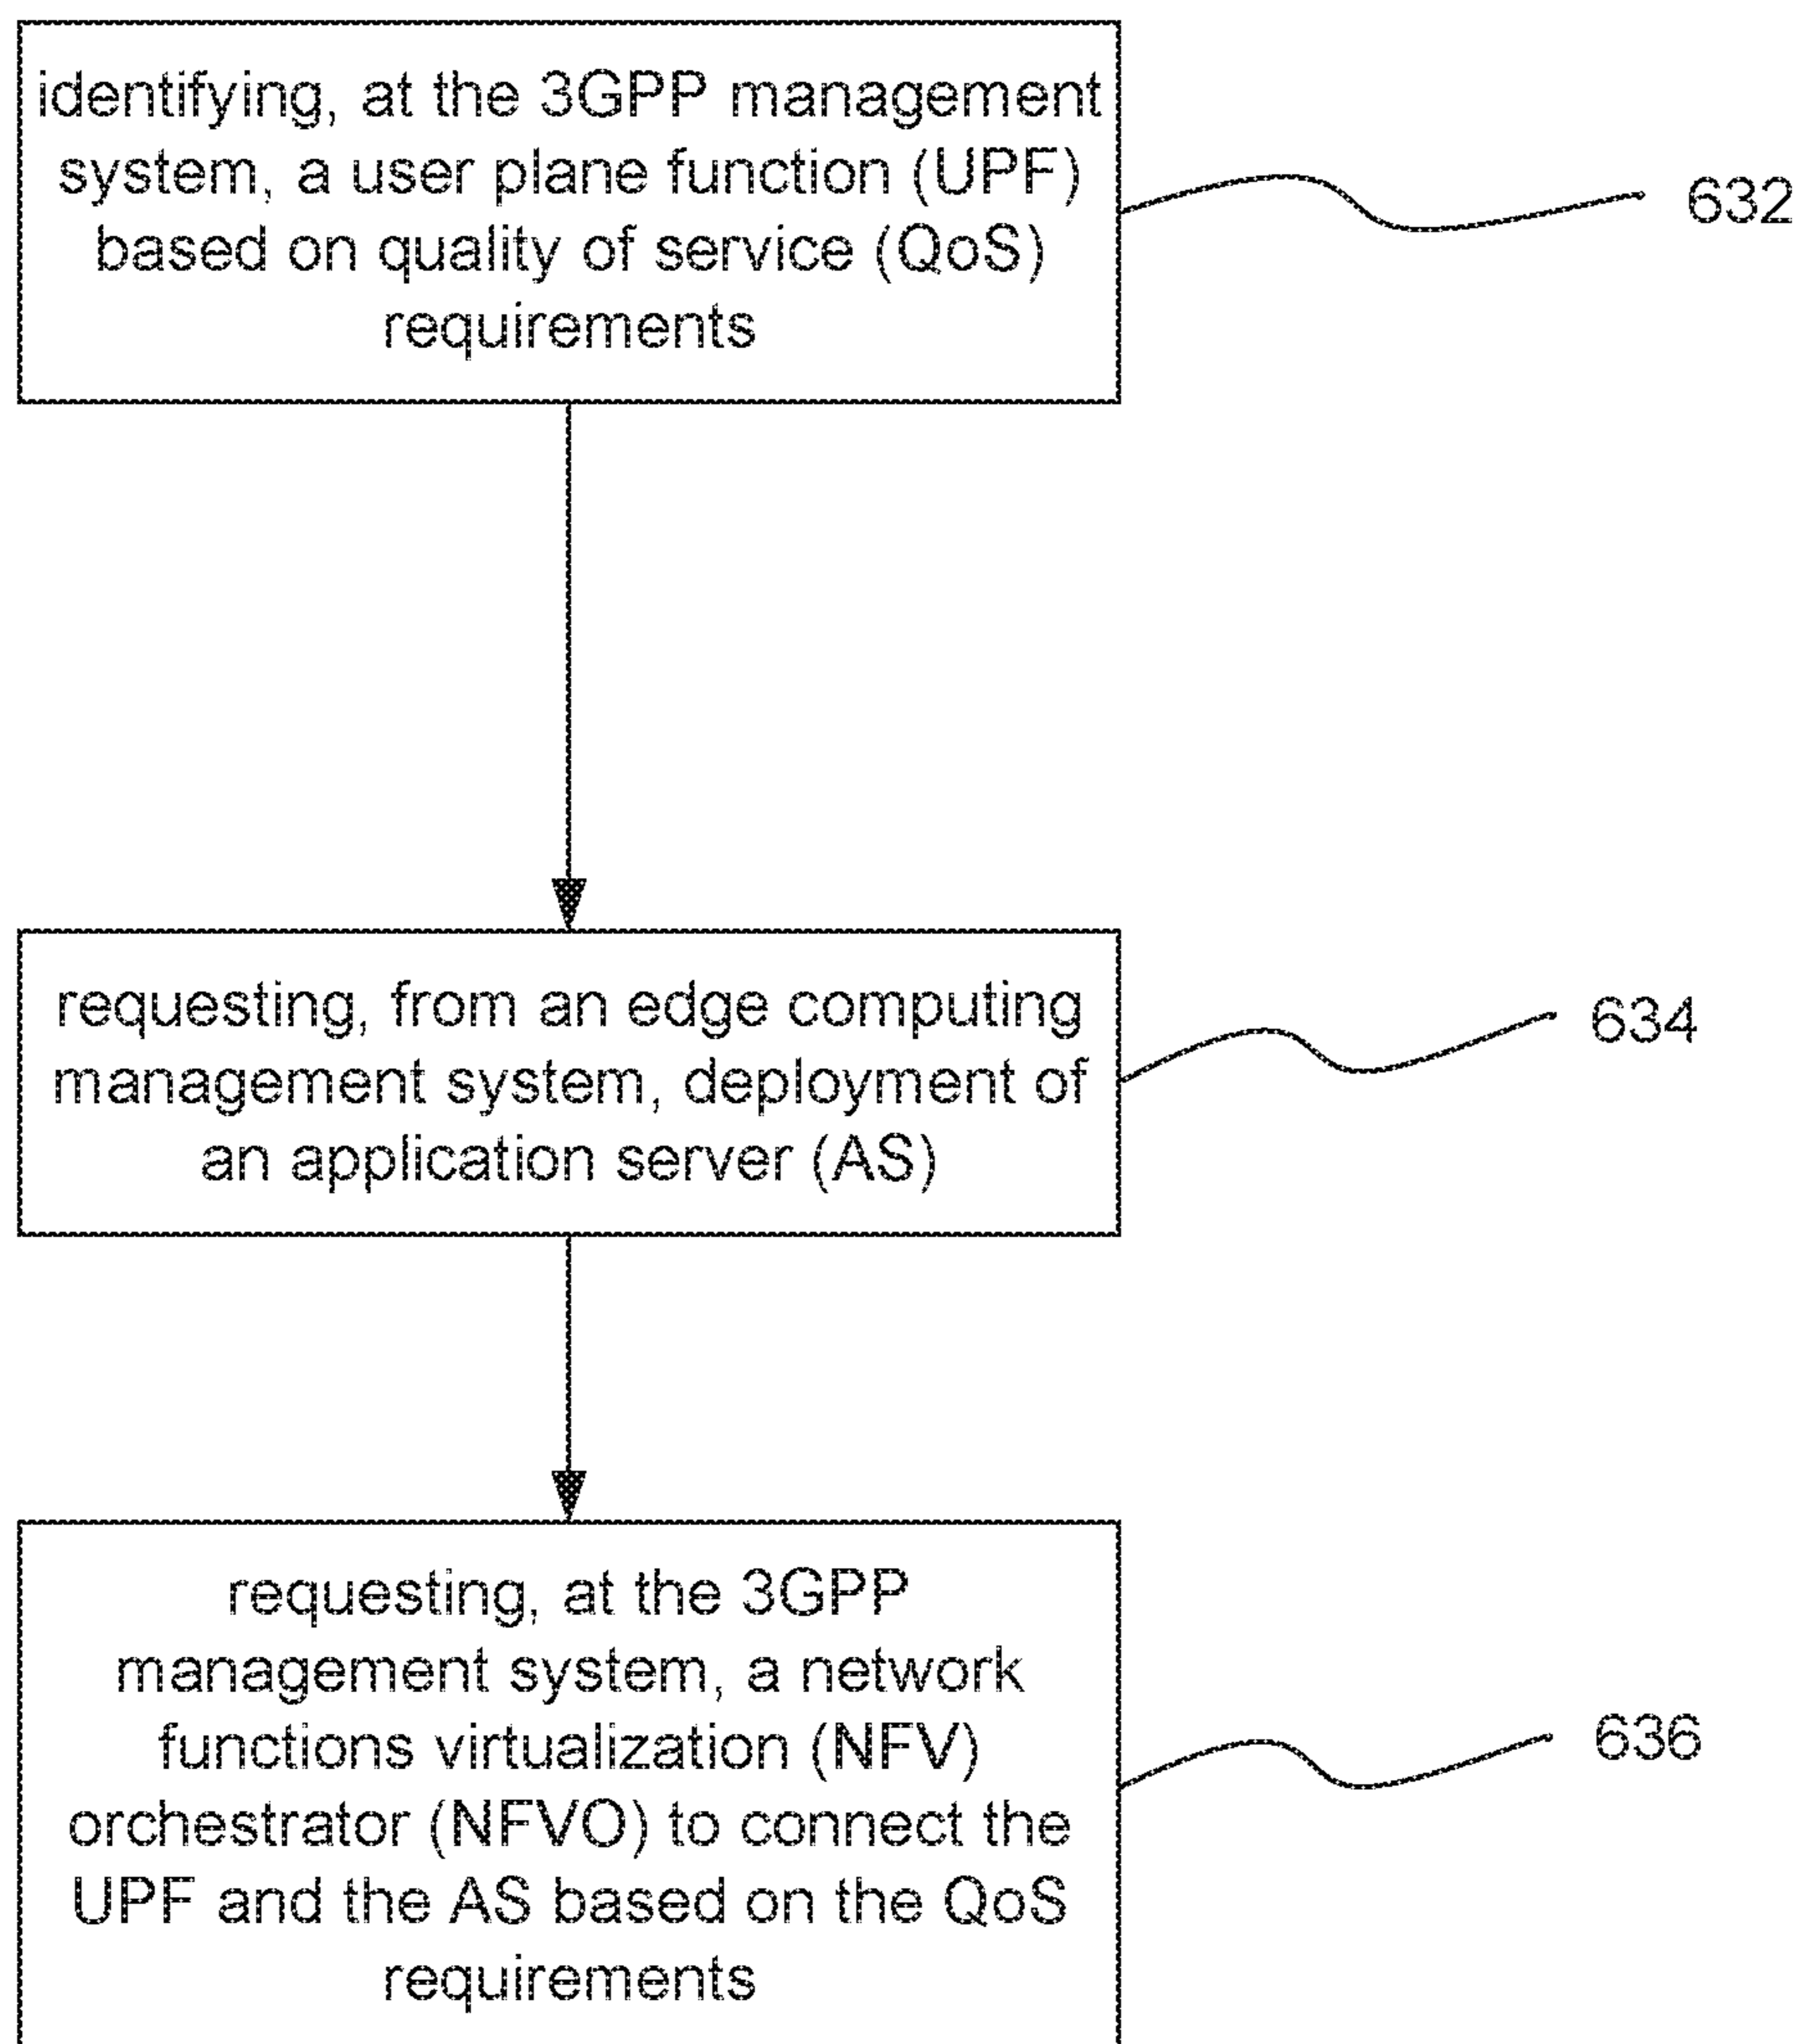 identifying, at the 3GPP management
system, a user plane function (UPF)
based on quality of service (QoS)
requirements
632
requesting, from an edge computing
management system, deployment of
an application server (AS)
634
requesting, at the 3GPP
management system, a network
functions virtualization (NFV)
orchestrator (NFVO) to connect the
UPF and the AS based on the QoS
requirements
636